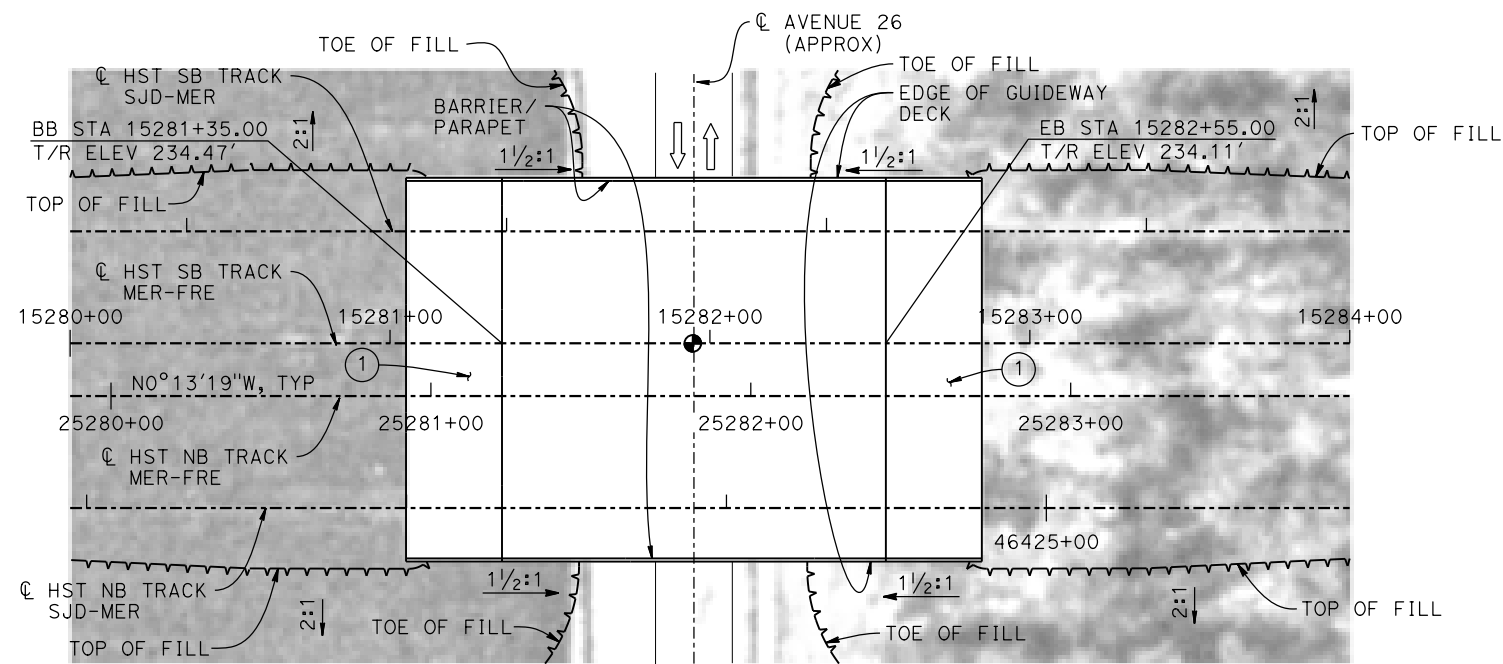 ℄ AVENUE 26
(APPROX)
TOE OF FILL
TOE OF FILL
℄ HST SB TRACK
SJD-MER
EDGE OF GUIDEWAY
DECK
BARRIER/
PARAPET
2:1
2:1
BB STA 15281+35.00
T/R ELEV 234.47'
EB STA 15282+55.00
T/R ELEV 234.11'
TOP OF FILL
1½:1
1½:1
TOP OF FILL
℄ HST SB TRACK
MER-FRE
15280+00
15281+00
15282+00
15283+00
15284+00
1
1
N0°13'19"W, TYP
25280+00
25281+00
25282+00
25283+00
℄ HST NB TRACK
MER-FRE
46425+00
℄ HST NB TRACK
SJD-MER
1½:1
1½:1
2:1
2:1
TOP OF FILL
TOE OF FILL
TOE OF FILL
TOP OF FILL